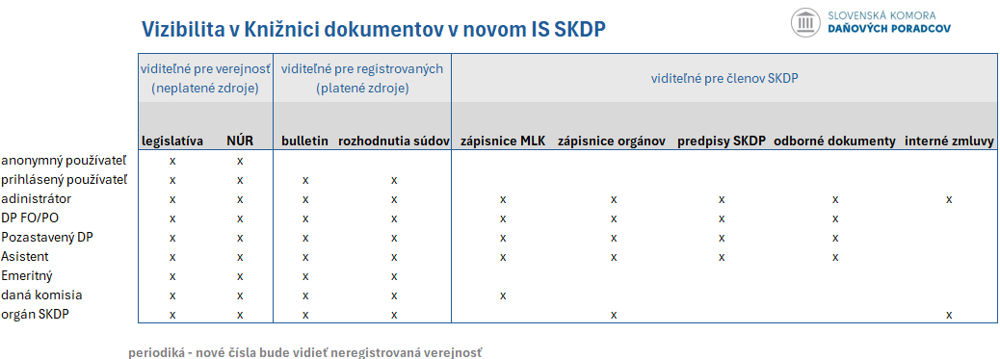 Vizibilita v Knižnici dokumentov v novom IS SKDP
SLOVENSKÁ KOMORA
DAŇOVÝCH PORADCOV
viditeľné pre verejnosť
(neplatené zdroje)
viditeľné pre registrovaných
(platené zdroje)
viditeľné pre členov SKDP
legislatíva NÚR bulletin rozhodnutia súdov zápisnice MLK zápisnice orgánov predpisy SKDP odborné dokumenty interné zmluvy
anonymný používateľ x x
prihlásený používateľ x x x x
adinistrátor x x x x x x x x x
DP FO/PO x x x x x x x x
Pozastavený DP x x x x x x x x
Asistent x x x x x x x x
Emeritný x x x x
daná komisia x x x x x
orgán SKDP x x x x x x
periodiká - nové čísla bude vidieť neregistrovaná verejnosť